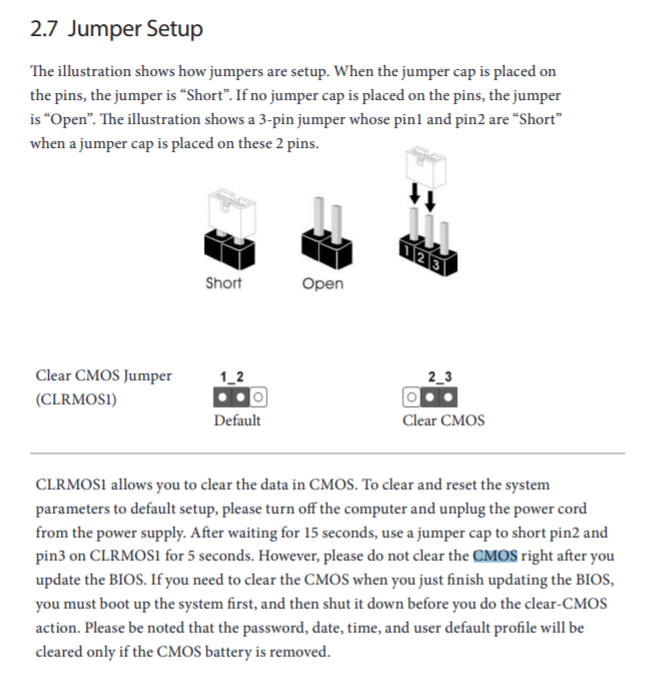 2.7 Jumper Setup
The illustration shows how jumpers are setup. When the jumper cap is placed on
the pins, the jumper is “Short”. If no jumper cap is placed on the pins, the jumper
is “Open”. The illustration shows a 3-pin jumper whose pin1 and pin2 are “Short”
when a jumper cap is placed on these 2 pins.
1 2 3
Short Open
Clear CMOS Jumper
(CLRMOS1)
1_2 2_3
Default Clear CMOS
CLRMOS1 allows you to clear the data in CMOS. To clear and reset the system
parameters to default setup, please turn off the computer and unplug the power cord
from the power supply. After waiting for 15 seconds, use a jumper cap to short pin2 and
pin3 on CLRMOS1 for 5 seconds. However, please do not clear the CMOS right after you
update the BIOS. If you need to clear the CMOS when you just finish updating the BIOS,
you must boot up the system first, and then shut it down before you do the clear-CMOS
action. Please be noted that the password, date, time, and user default profile will be
cleared only if the CMOS battery is removed.